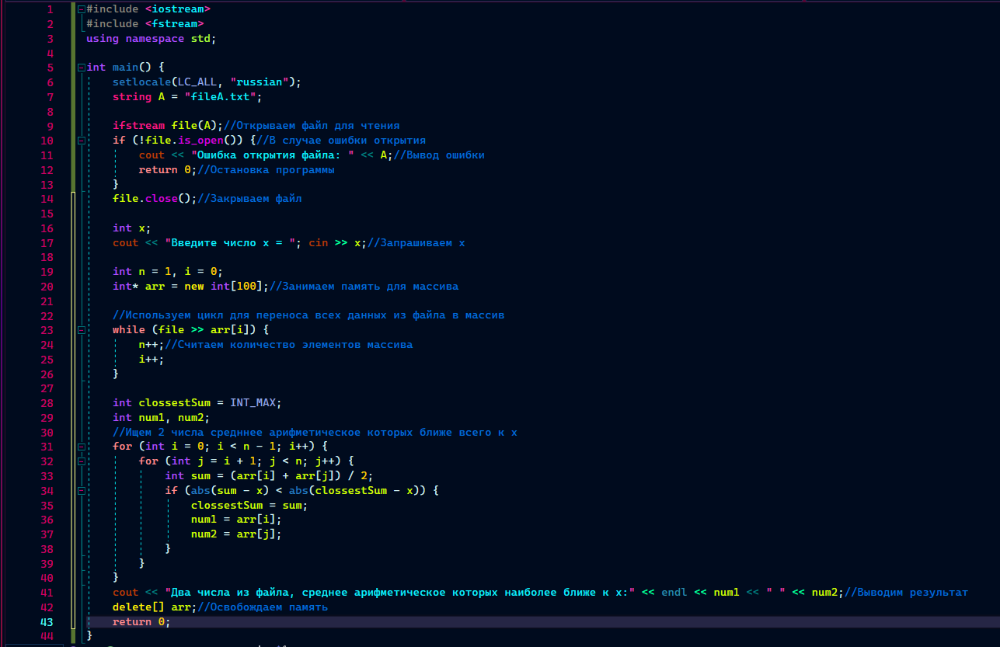 1 #include <iostream>
2 #include <fstream>
3 using namespace std;
4
5 int main() {
6 setlocale(LC_ALL, "russian");
7 string A = "fileA.txt";
8
9 ifstream file(A);//Открываем файл для чтения
10 if (!file.is_open()) {//В случае ошибки открытия
11 cout << "Ошибка открытия файла: " << A;//Вывод ошибки
12 return 0;//Остановка программы
13 }
14 file.close();//Закрываем файл
15
16 int x;
17 cout << "Введите число x = "; cin >> x;//Запрашиваем x
18
19 int n = 1, i = 0;
20 int* arr = new int[100];//Занимаем память для массива
21
22 //Используем цикл для переноса всех данных из файла в массив
23 while (file >> arr[i]) {
24 n++;//Считаем количество элементов массива
25 i++;
26 }
27
28 int clossestSum = INT_MAX;
29 int num1, num2;
30 //Ищем 2 числа средннее арифметическое которых ближе всего к x
31 for (int i = 0; i < n - 1; i++) {
32 for (int j = i + 1; j < n; j++) {
33 int sum = (arr[i] + arr[j]) / 2;
34 if (abs(sum - x) < abs(clossestSum - x)) {
35 clossestSum = sum;
36 num1 = arr[i];
37 num2 = arr[j];
38 }
39 }
40 }
41 cout << "Два числа из файла, среднее арифметическое которых наиболее ближе к x:" << endl << num1 << " " << num2;//Выводим результат
42 delete[] arr;//Освобождаем память
43 return 0;
44 }